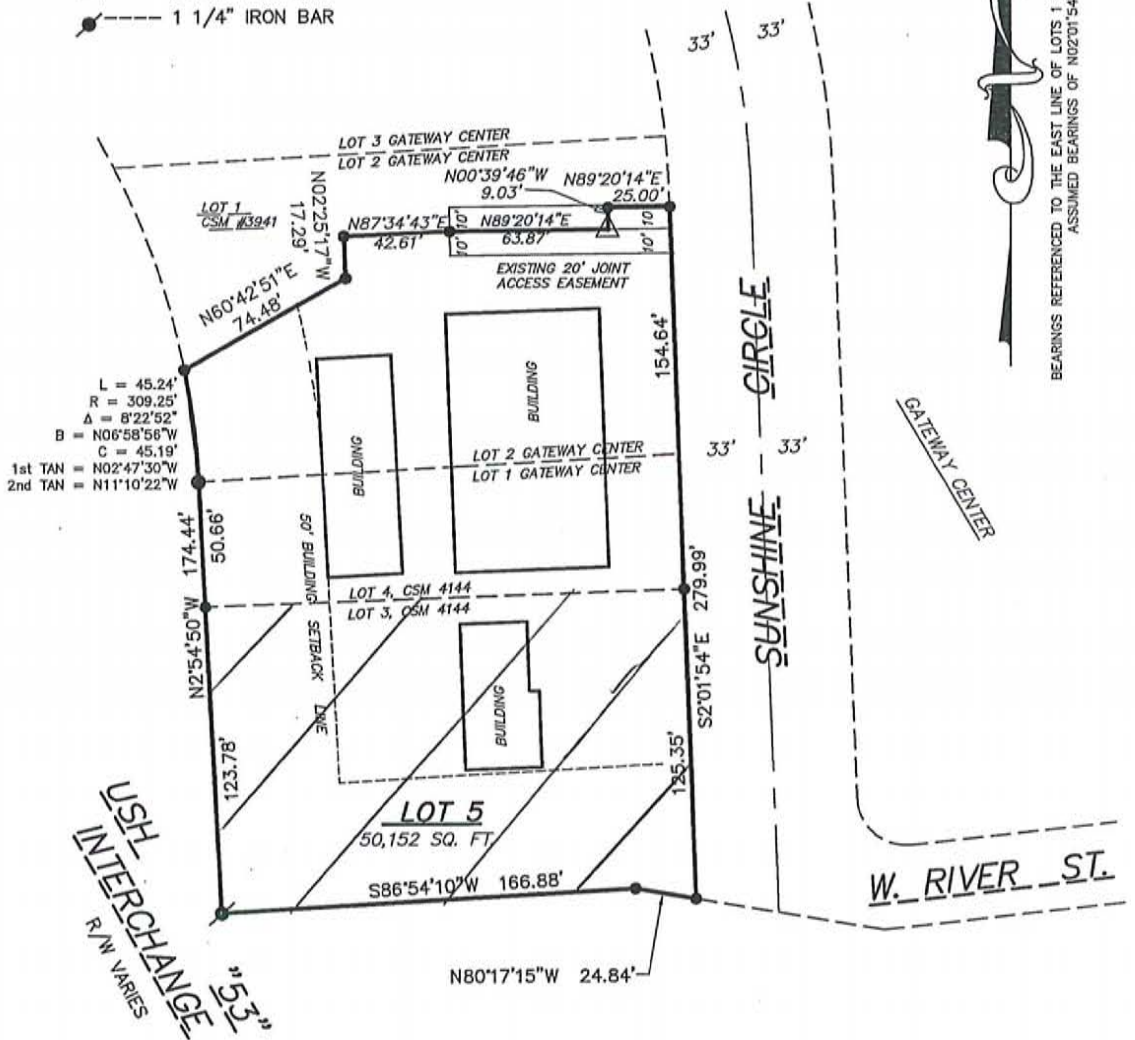 1 1/4" IRON BAR
33'
33'
BEARINGS REFERENCED TO THE EAST LINE OF LOTS 1
ASSUMED BEARINGS OF N02°01'54
LOT 3 GATEWAY CENTER
LOT 2 GATEWAY CENTER
N00°39'46"W
9.03'
N89°20'14"E
25.00'
LOT 1
CSM #3941
N02°25'17"W
17.29'
N87°34'43"E
42.61'
10'
10'
N89°20'14"E
63.87'
10'
10'
EXISTING 20' JOINT
ACCESS EASEMENT
N60°42'51"E
74.48'
154.64'
BUILDING
BUILDING
L = 45.24'
R = 309.25'
Δ = 8°22'52"
B = N06°58'56"W
C = 45.19'
1st TAN = N02°47'30"W
2nd TAN = N11°10'22"W
LOT 2 GATEWAY CENTER
LOT 1 GATEWAY CENTER
33'
33'
SUNSHINE CIRCLE
GATEWAY CENTER
174.44'
50.66'
N2°54'50"W
50' BUILDING SETBACK LINE
LOT 4, CSM 4144
LOT 3, CSM 4144
S2°01'54"E 279.99'
BUILDING
123.78'
125.35'
LOT 5
50,152 SQ. FT.
S86°54'10"W 166.88'
W. RIVER ST.
USH "53"
INTERCHANGE
R/W VARIES
N80°17'15"W 24.84'